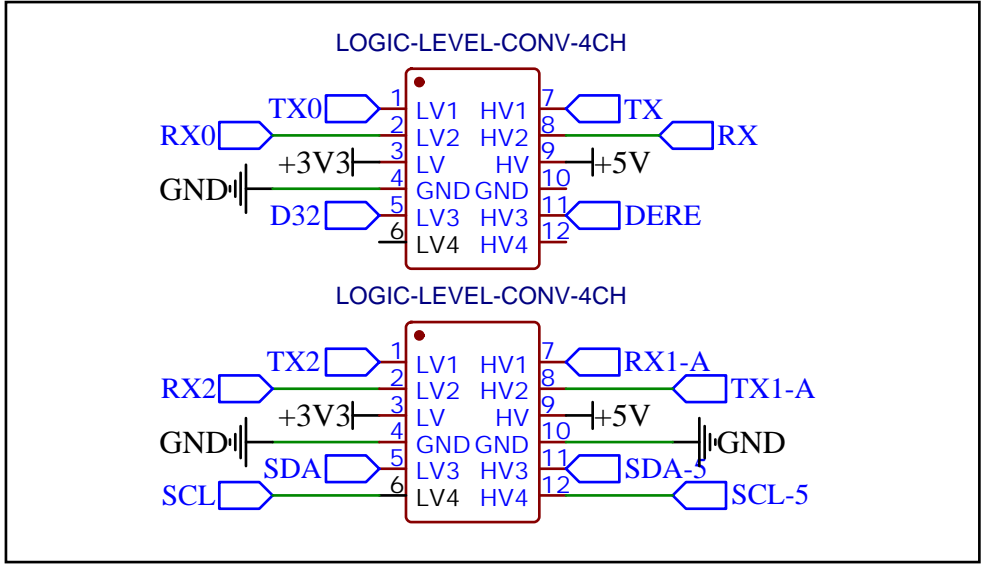 LOGIC-LEVEL-CONV-4CH
TX0 1 LV1 HV1 7 TX
RX0 2 LV2 HV2 8 RX
+3V3 3 LV HV 9 +5V
GND 4 GND GND 10
D32 5 LV3 HV3 11 DERE
6 LV4 HV4 12
LOGIC-LEVEL-CONV-4CH
TX2 1 LV1 HV1 7 RX1-A
RX2 2 LV2 HV2 8 TX1-A
+3V3 3 LV HV 9 +5V
GND 4 GND GND 10 GND
SDA 5 LV3 HV3 11 SDA-5
SCL 6 LV4 HV4 12 SCL-5